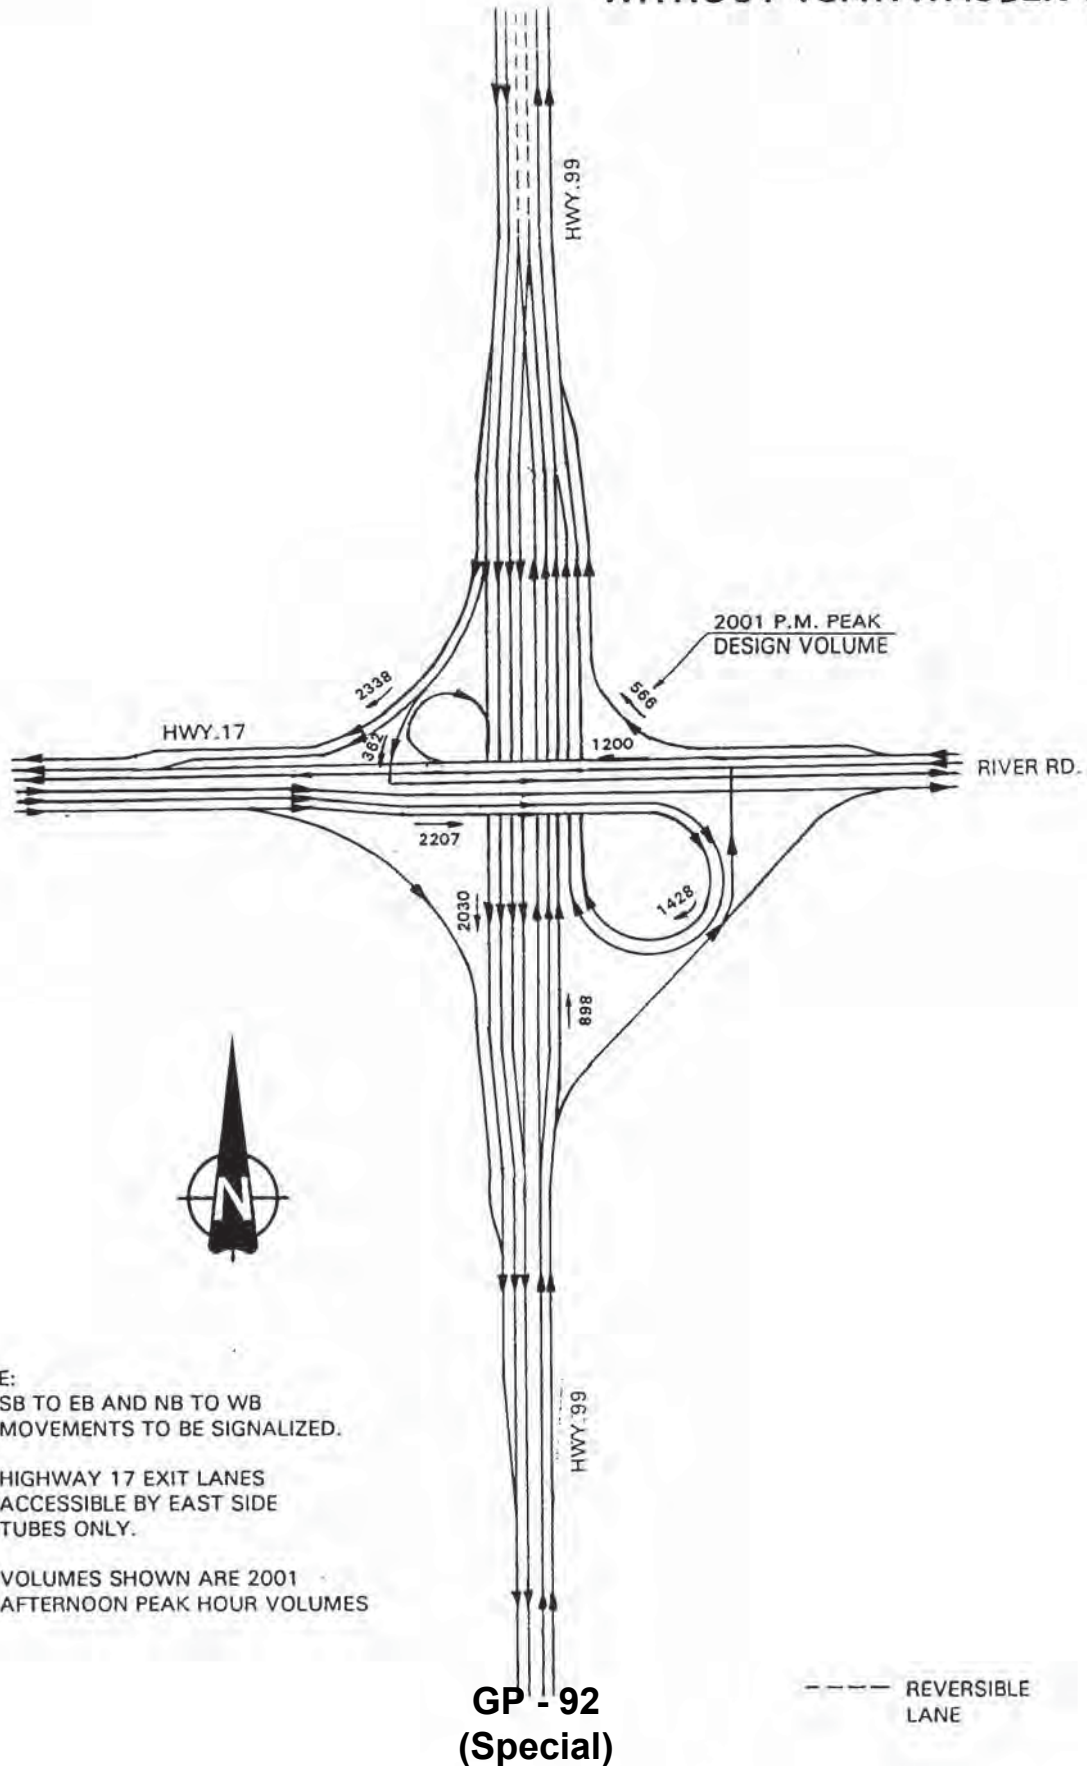 HWY.99
2001 P.M. PEAK
DESIGN VOLUME
2338
566
HWY.17
382
1200
RIVER RD.
2207
2030
1428
898
N
E:
SB TO EB AND NB TO WB
MOVEMENTS TO BE SIGNALIZED.
HIGHWAY 17 EXIT LANES
ACCESSIBLE BY EAST SIDE
TUBES ONLY.
VOLUMES SHOWN ARE 2001
AFTERNOON PEAK HOUR VOLUMES
HWY.99
GP - 92
(Special)
REVERSIBLE
LANE